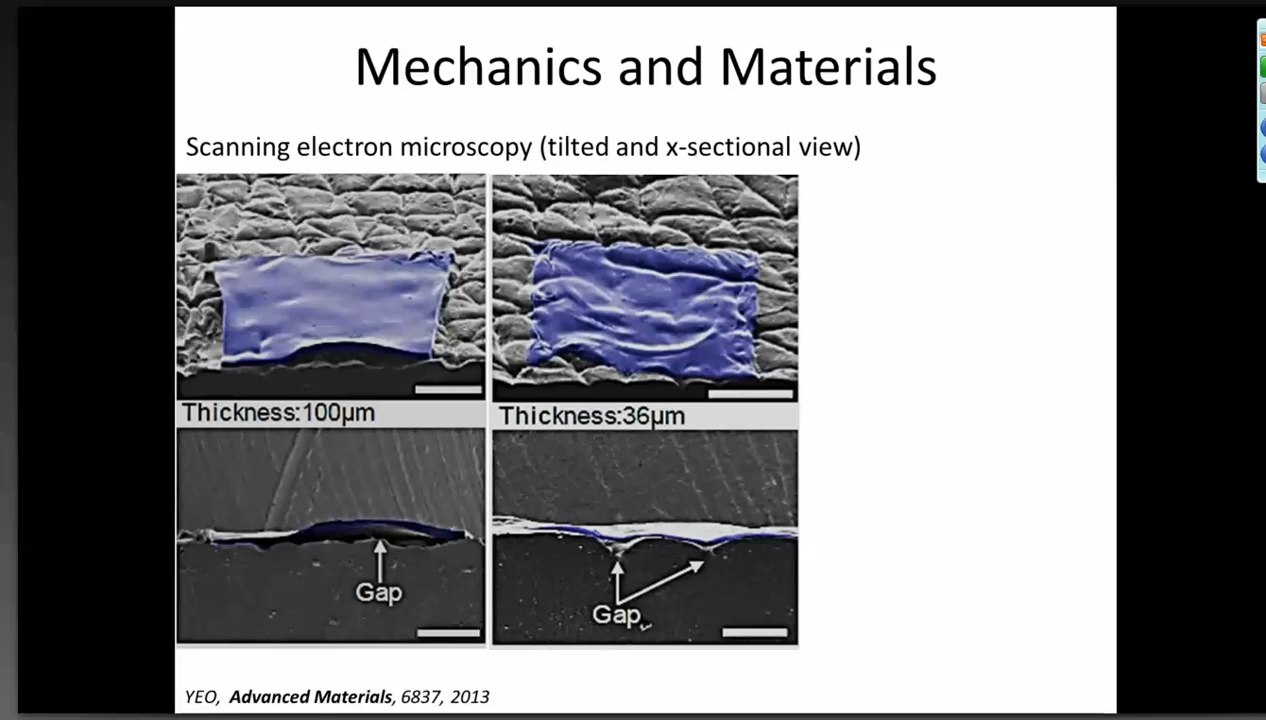 Mechanics and Materials
Scanning electron microscopy (tilted and x-sectional view)
Thickness:100µm
Thickness:36µm
Gap
Gap
YEO, Advanced Materials, 6837, 2013